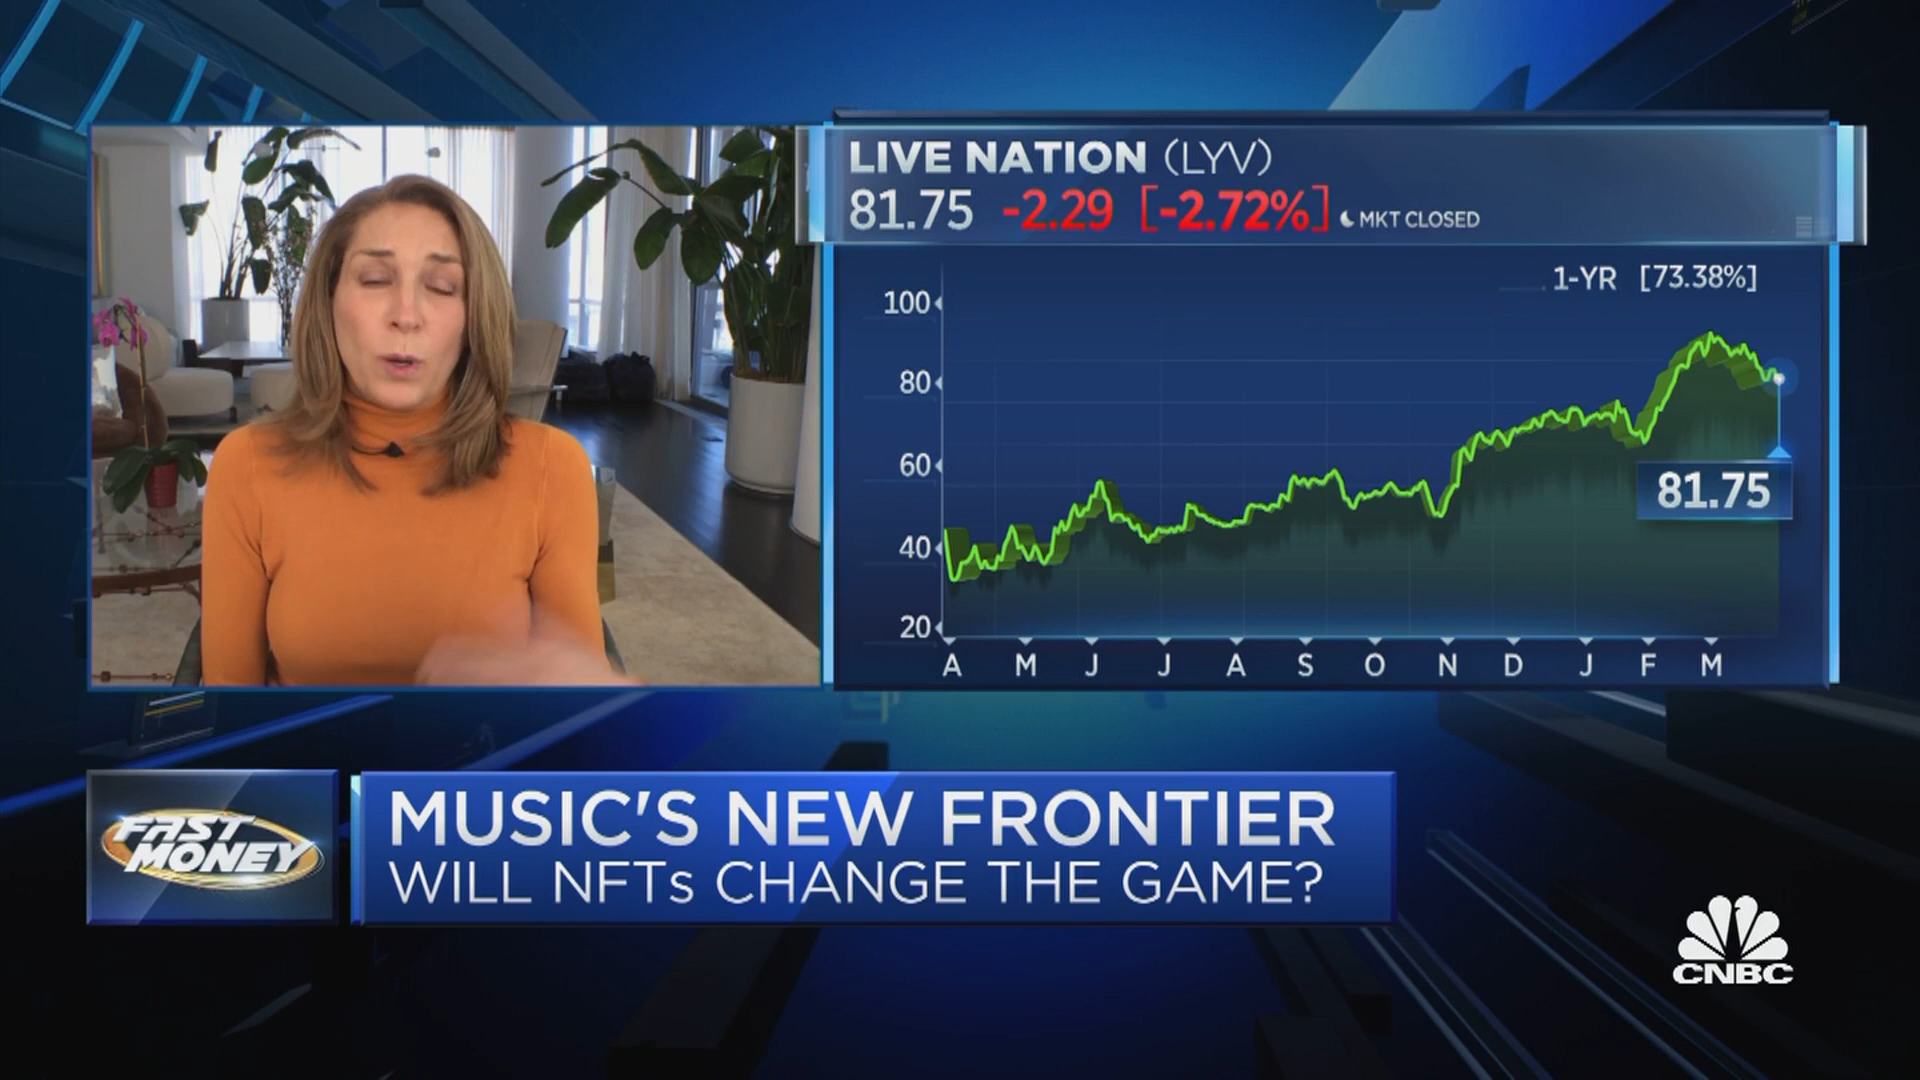 LIVE NATION (LYV)
81.75 -2.29 [-2.72%] MKT CLOSED
1-YR [73.38%]
100
80
60
40
20
81.75
A M J J A S O N D J F M
FAST
MONEY
MUSIC'S NEW FRONTIER
WILL NFTs CHANGE THE GAME?
CNBC